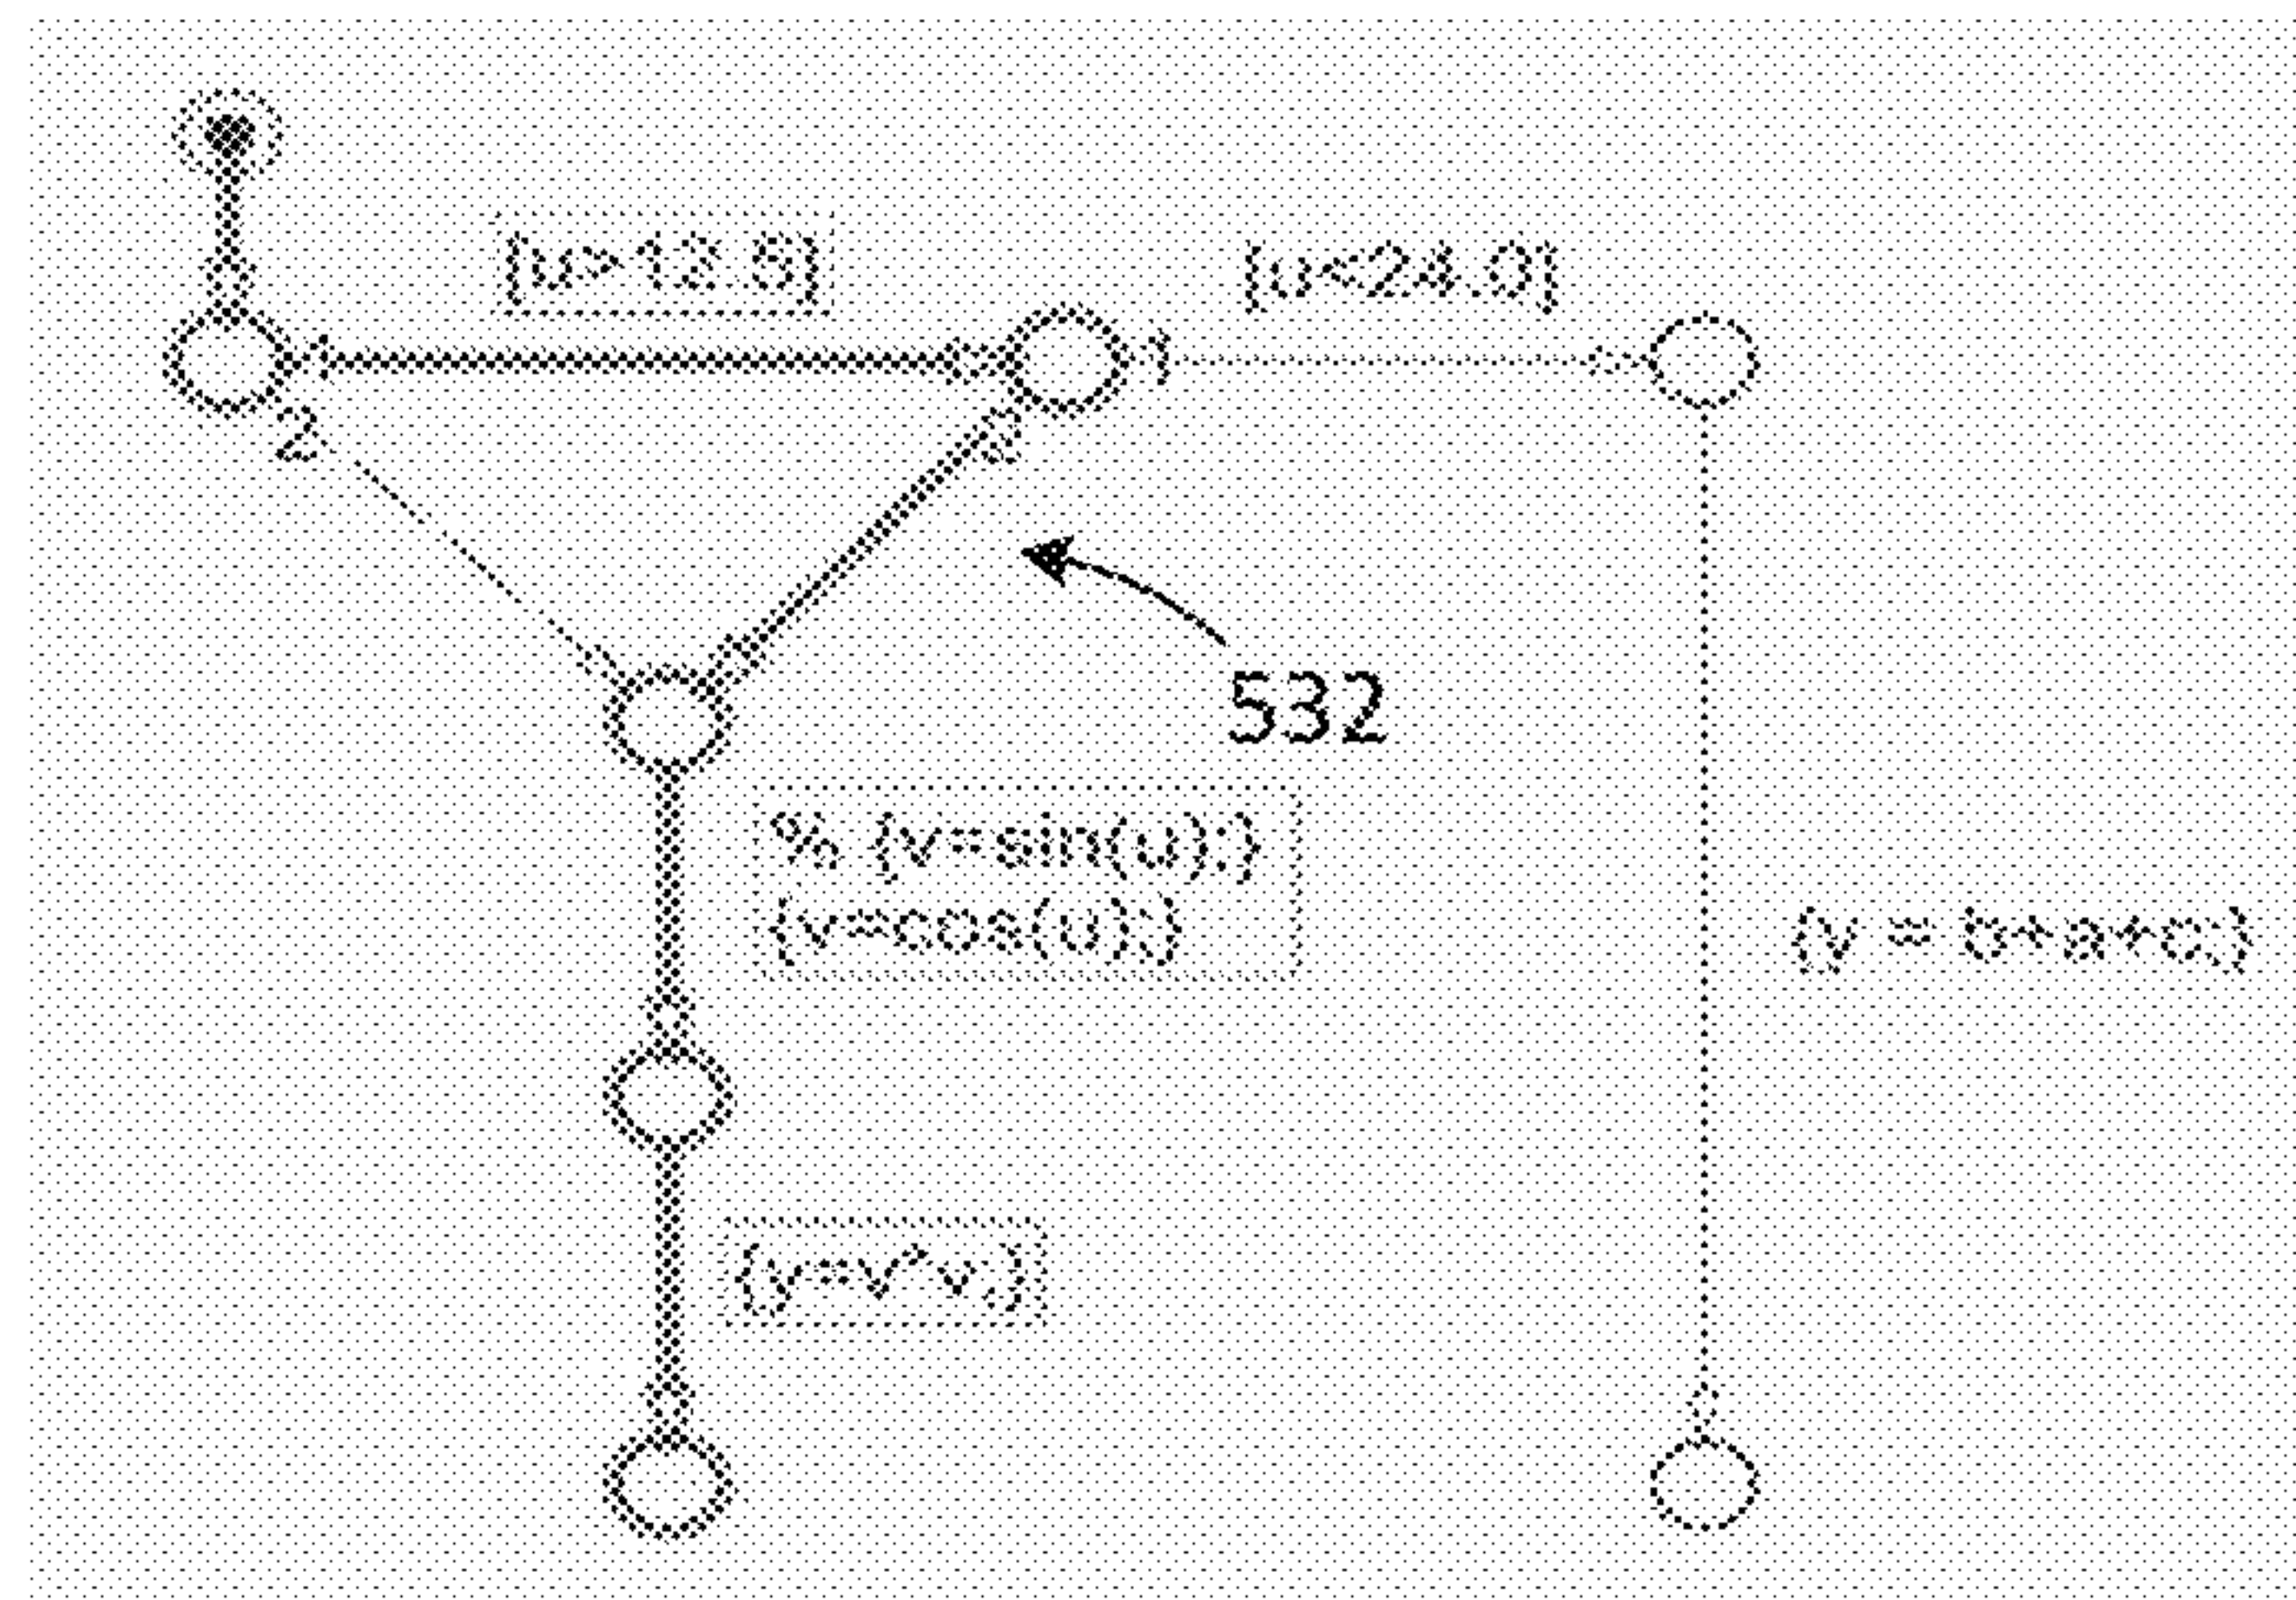 [u>12.5]
[u<24.0]
1
1
2
2
532
% {v=sin(u);}
{v=cos(u);}
{y = b+a+c;}
{y=v*v;}